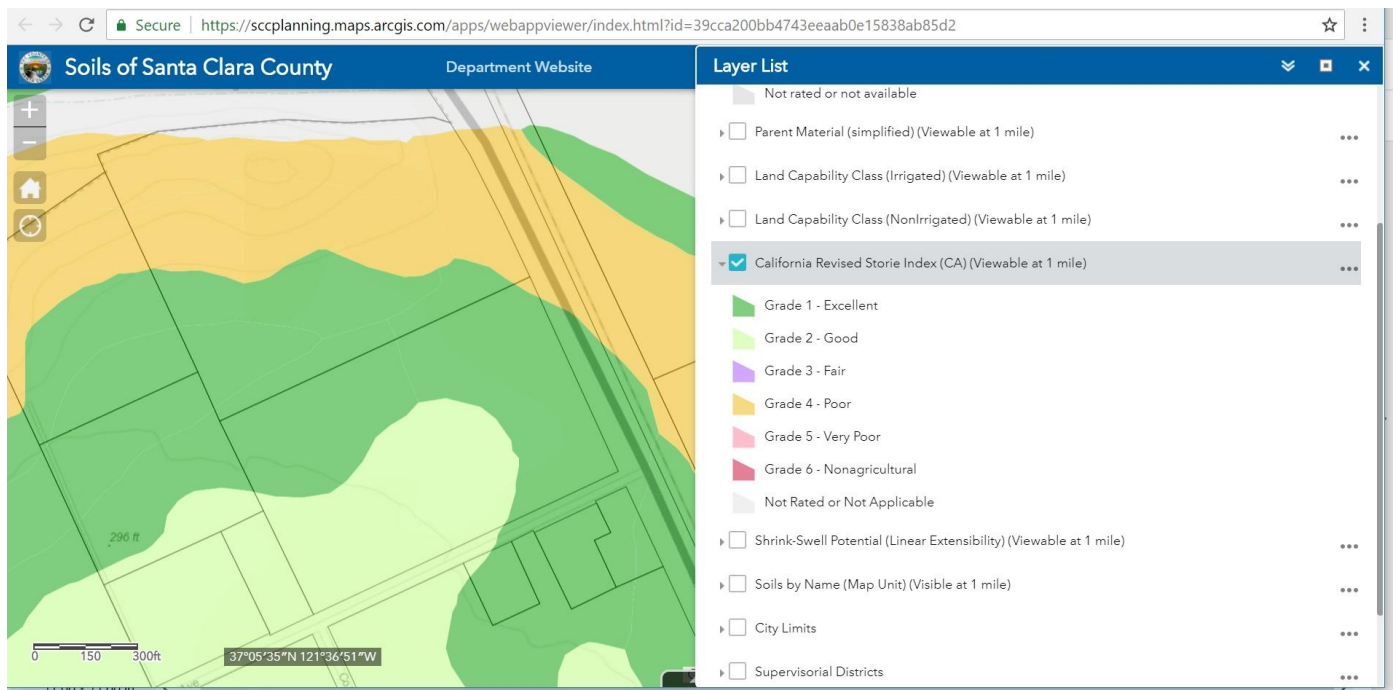 Secure
https://sccplanning.maps.arcgis.com/apps/webappviewer/index.html?id=39cca200bb4743eeaab0e15838ab85d2
Soils of Santa Clara County
Department Website
Layer List
Not rated or not available
Parent Material (simplified) (Viewable at 1 mile)
Land Capability Class (Irrigated) (Viewable at 1 mile)
Land Capability Class (NonIrrigated) (Viewable at 1 mile)
California Revised Storie Index (CA) (Viewable at 1 mile)
Grade 1 - Excellent
Grade 2 - Good
Grade 3 - Fair
Grade 4 - Poor
Grade 5 - Very Poor
Grade 6 - Nonagricultural
Not Rated or Not Applicable
Shrink-Swell Potential (Linear Extensibility) (Viewable at 1 mile)
Soils by Name (Map Unit) (Visible at 1 mile)
City Limits
Supervisorial Districts
296 ft
0 150 300ft
37°05'35"N 121°36'51"W
Ave